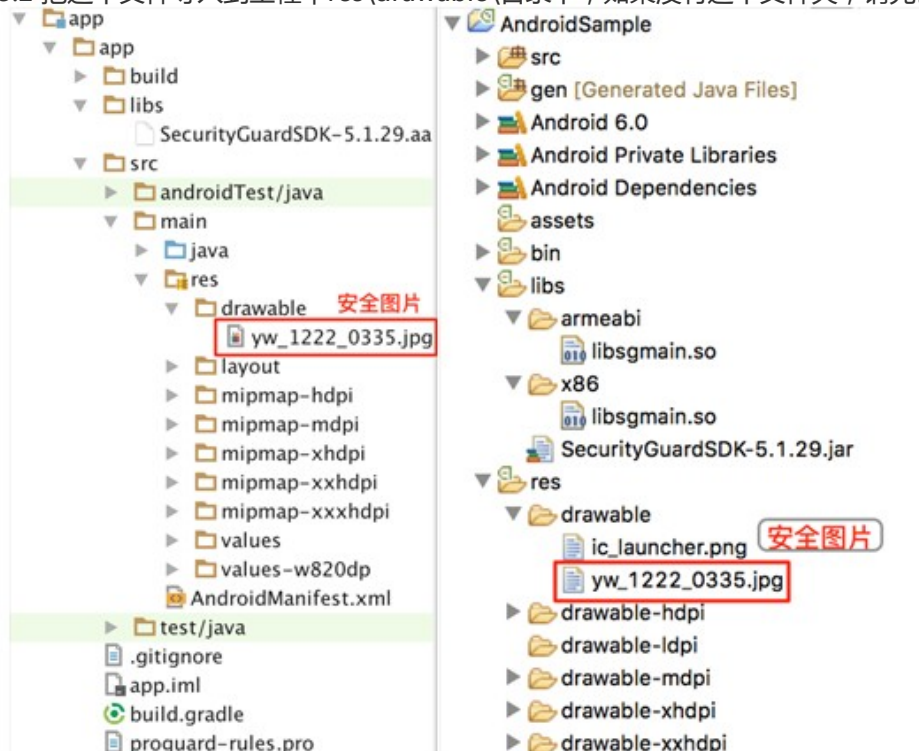 app
app
build
libs
SecurityGuardSDK-5.1.29.aa
src
androidTest/java
main
java
res
drawable 安全图片
yw_1222_0335.jpg
layout
mipmap-hdpi
mipmap-mdpi
mipmap-xhdpi
mipmap-xxhdpi
mipmap-xxxhdpi
values
values-w820dp
AndroidManifest.xml
test/java
.gitignore
app.iml
build.gradle
proguard-rules.pro
AndroidSample
src
gen [Generated Java Files]
Android 6.0
Android Private Libraries
Android Dependencies
assets
bin
libs
armeabi
libsgmain.so
x86
libsgmain.so
SecurityGuardSDK-5.1.29.jar
res
drawable
ic_launcher.png 安全图片
yw_1222_0335.jpg
drawable-hdpi
drawable-ldpi
drawable-mdpi
drawable-xhdpi
drawable-xxhdpi